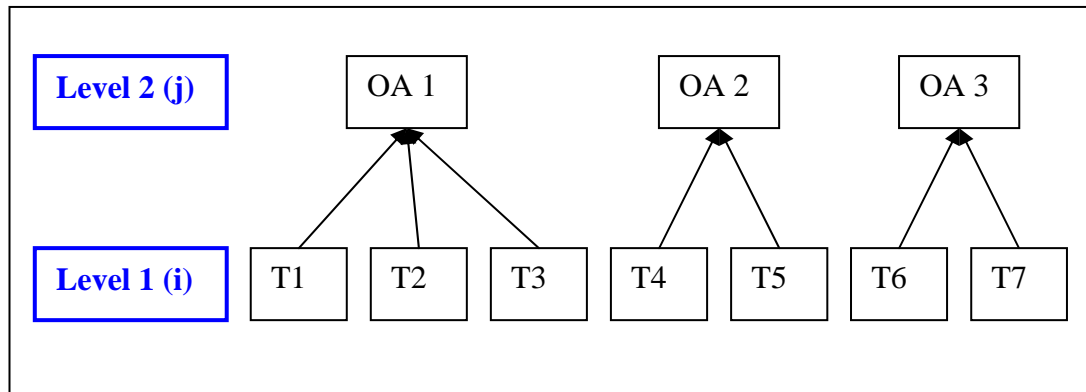 Level 2 (j)
OA 1
OA 2
OA 3
Level 1 (i)
T1
T2
T3
T4
T5
T6
T7